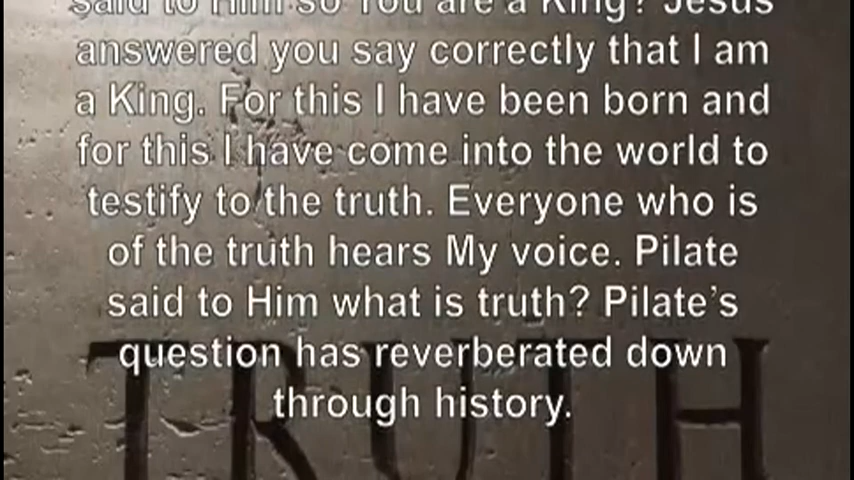 said to Him so You are a King? Jesus
answered you say correctly that I am
a King. For this I have been born and
for this I have come into the world to
testify to the truth. Everyone who is
of the truth hears My voice. Pilate
said to Him what is truth? Pilate's
question has reverberated down
through history.
TRUTH